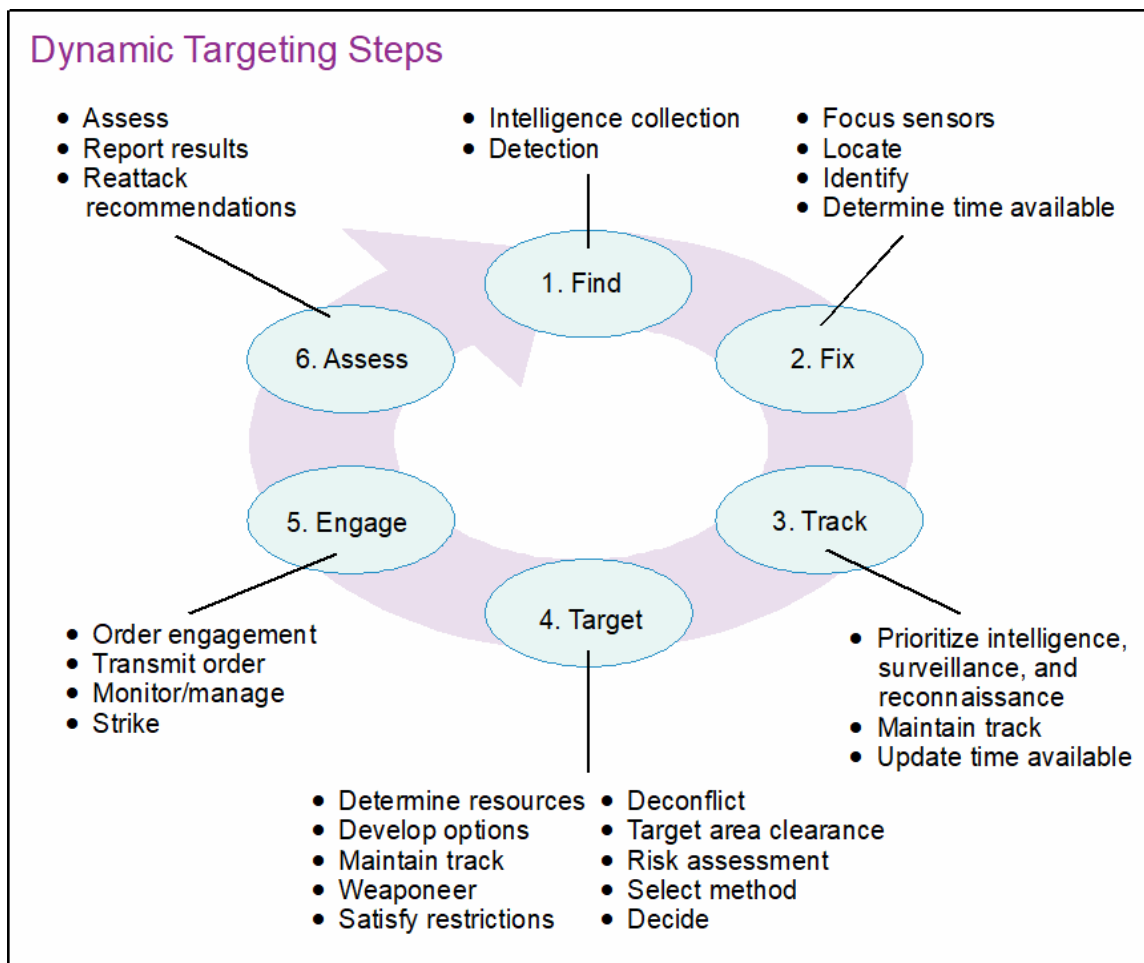 Dynamic Targeting Steps
• Assess
• Report results
• Reattack
recommendations
• Intelligence collection
• Detection
• Focus sensors
• Locate
• Identify
• Determine time available
1. Find
2. Fix
3. Track
4. Target
5. Engage
6. Assess
• Order engagement
• Transmit order
• Monitor/manage
• Strike
• Prioritize intelligence,
surveillance, and
reconnaissance
• Maintain track
• Update time available
• Determine resources
• Develop options
• Maintain track
• Weaponeer
• Satisfy restrictions
• Deconflict
• Target area clearance
• Risk assessment
• Select method
• Decide